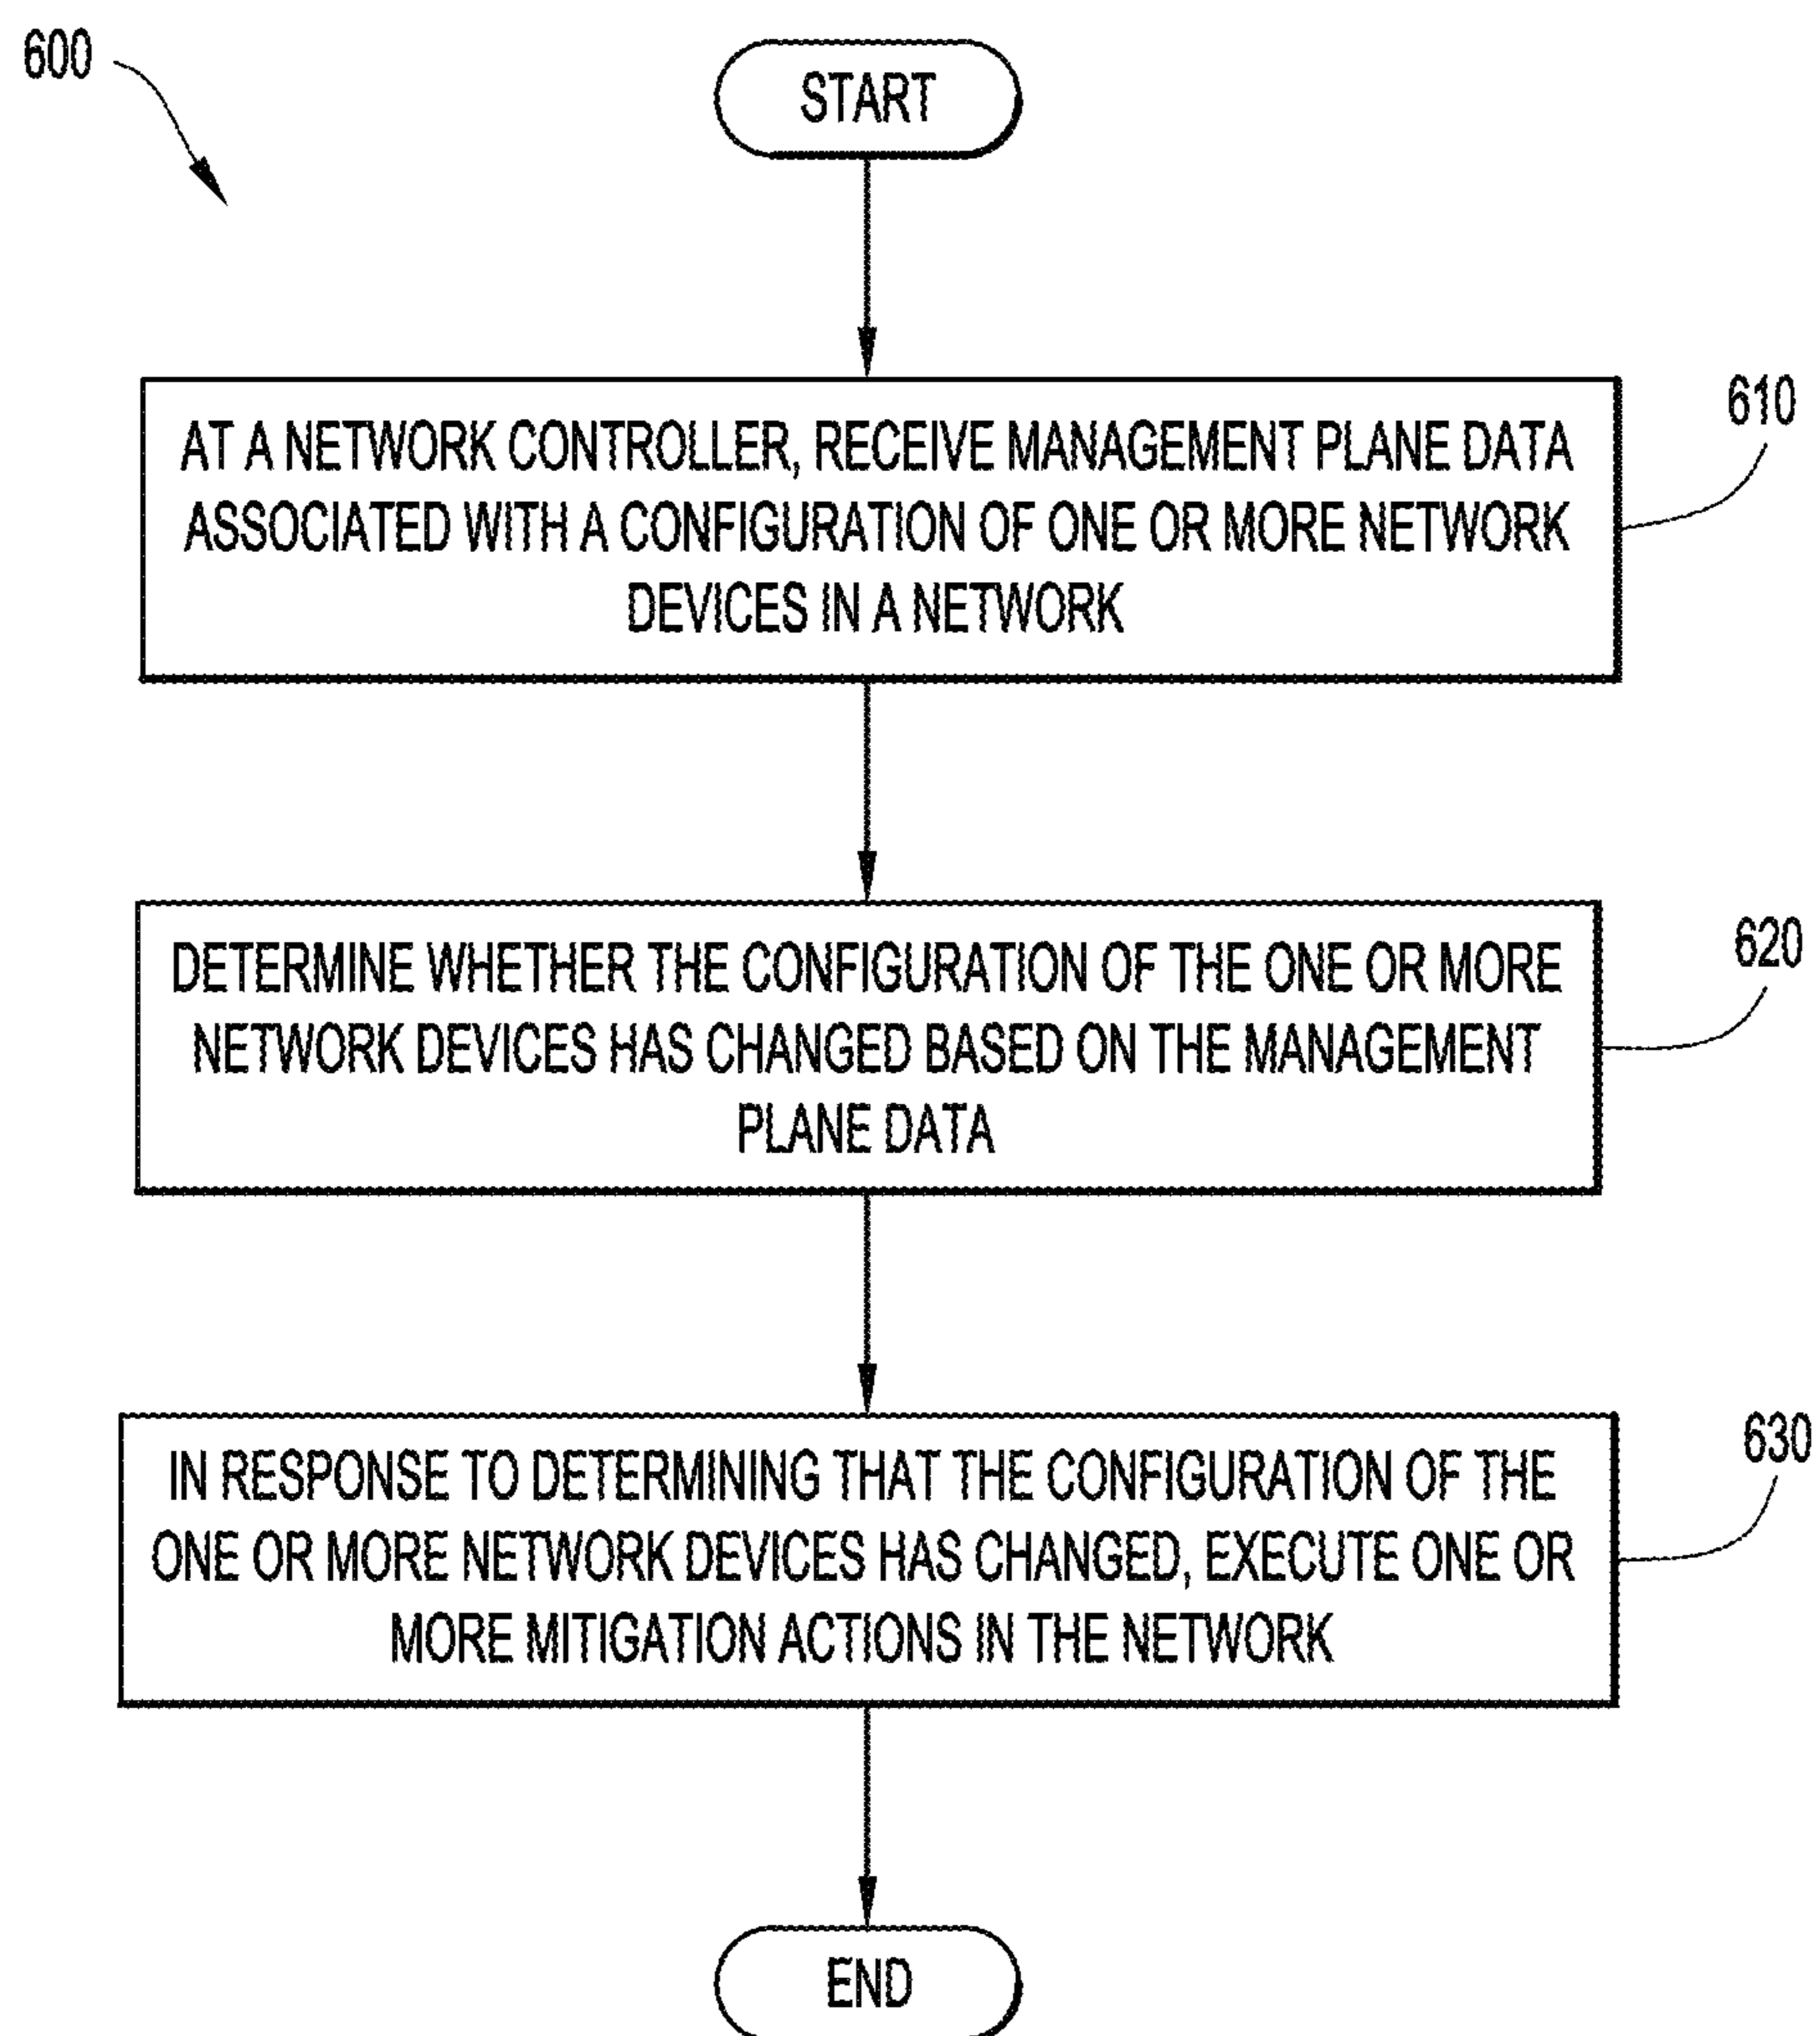 600
START
AT A NETWORK CONTROLLER, RECEIVE MANAGEMENT PLANE DATA
ASSOCIATED WITH A CONFIGURATION OF ONE OR MORE NETWORK
DEVICES IN A NETWORK
610
DETERMINE WHETHER THE CONFIGURATION OF THE ONE OR MORE
NETWORK DEVICES HAS CHANGED BASED ON THE MANAGEMENT
PLANE DATA
620
IN RESPONSE TO DETERMINING THAT THE CONFIGURATION OF THE
ONE OR MORE NETWORK DEVICES HAS CHANGED, EXECUTE ONE OR
MORE MITIGATION ACTIONS IN THE NETWORK
630
END